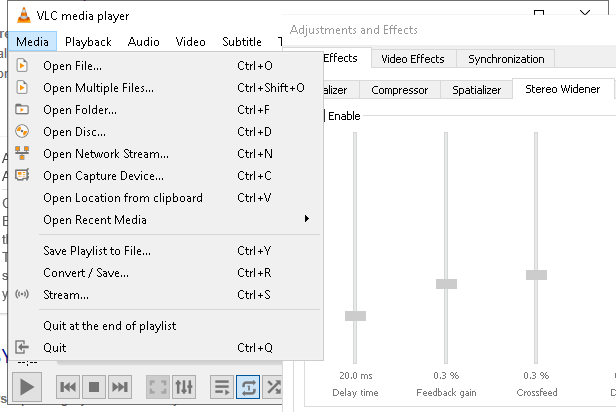 VLC media player
Media Playback Audio Video Subtitle T
Open File... Ctrl+O
Open Multiple Files... Ctrl+Shift+O
Open Folder... Ctrl+F
Open Disc... Ctrl+D
Open Network Stream... Ctrl+N
Open Capture Device... Ctrl+C
Open Location from clipboard Ctrl+V
Open Recent Media
Save Playlist to File... Ctrl+Y
Convert / Save... Ctrl+R
Stream... Ctrl+S
Quit at the end of playlist
Quit Ctrl+Q
--:--
Adjustments and Effects
Effects Video Effects Synchronization
alizer Compressor Spatializer Stereo Widener
Enable
20.0 ms 0.3 % 0.3 %
Delay time Feedback gain Crossfeed D